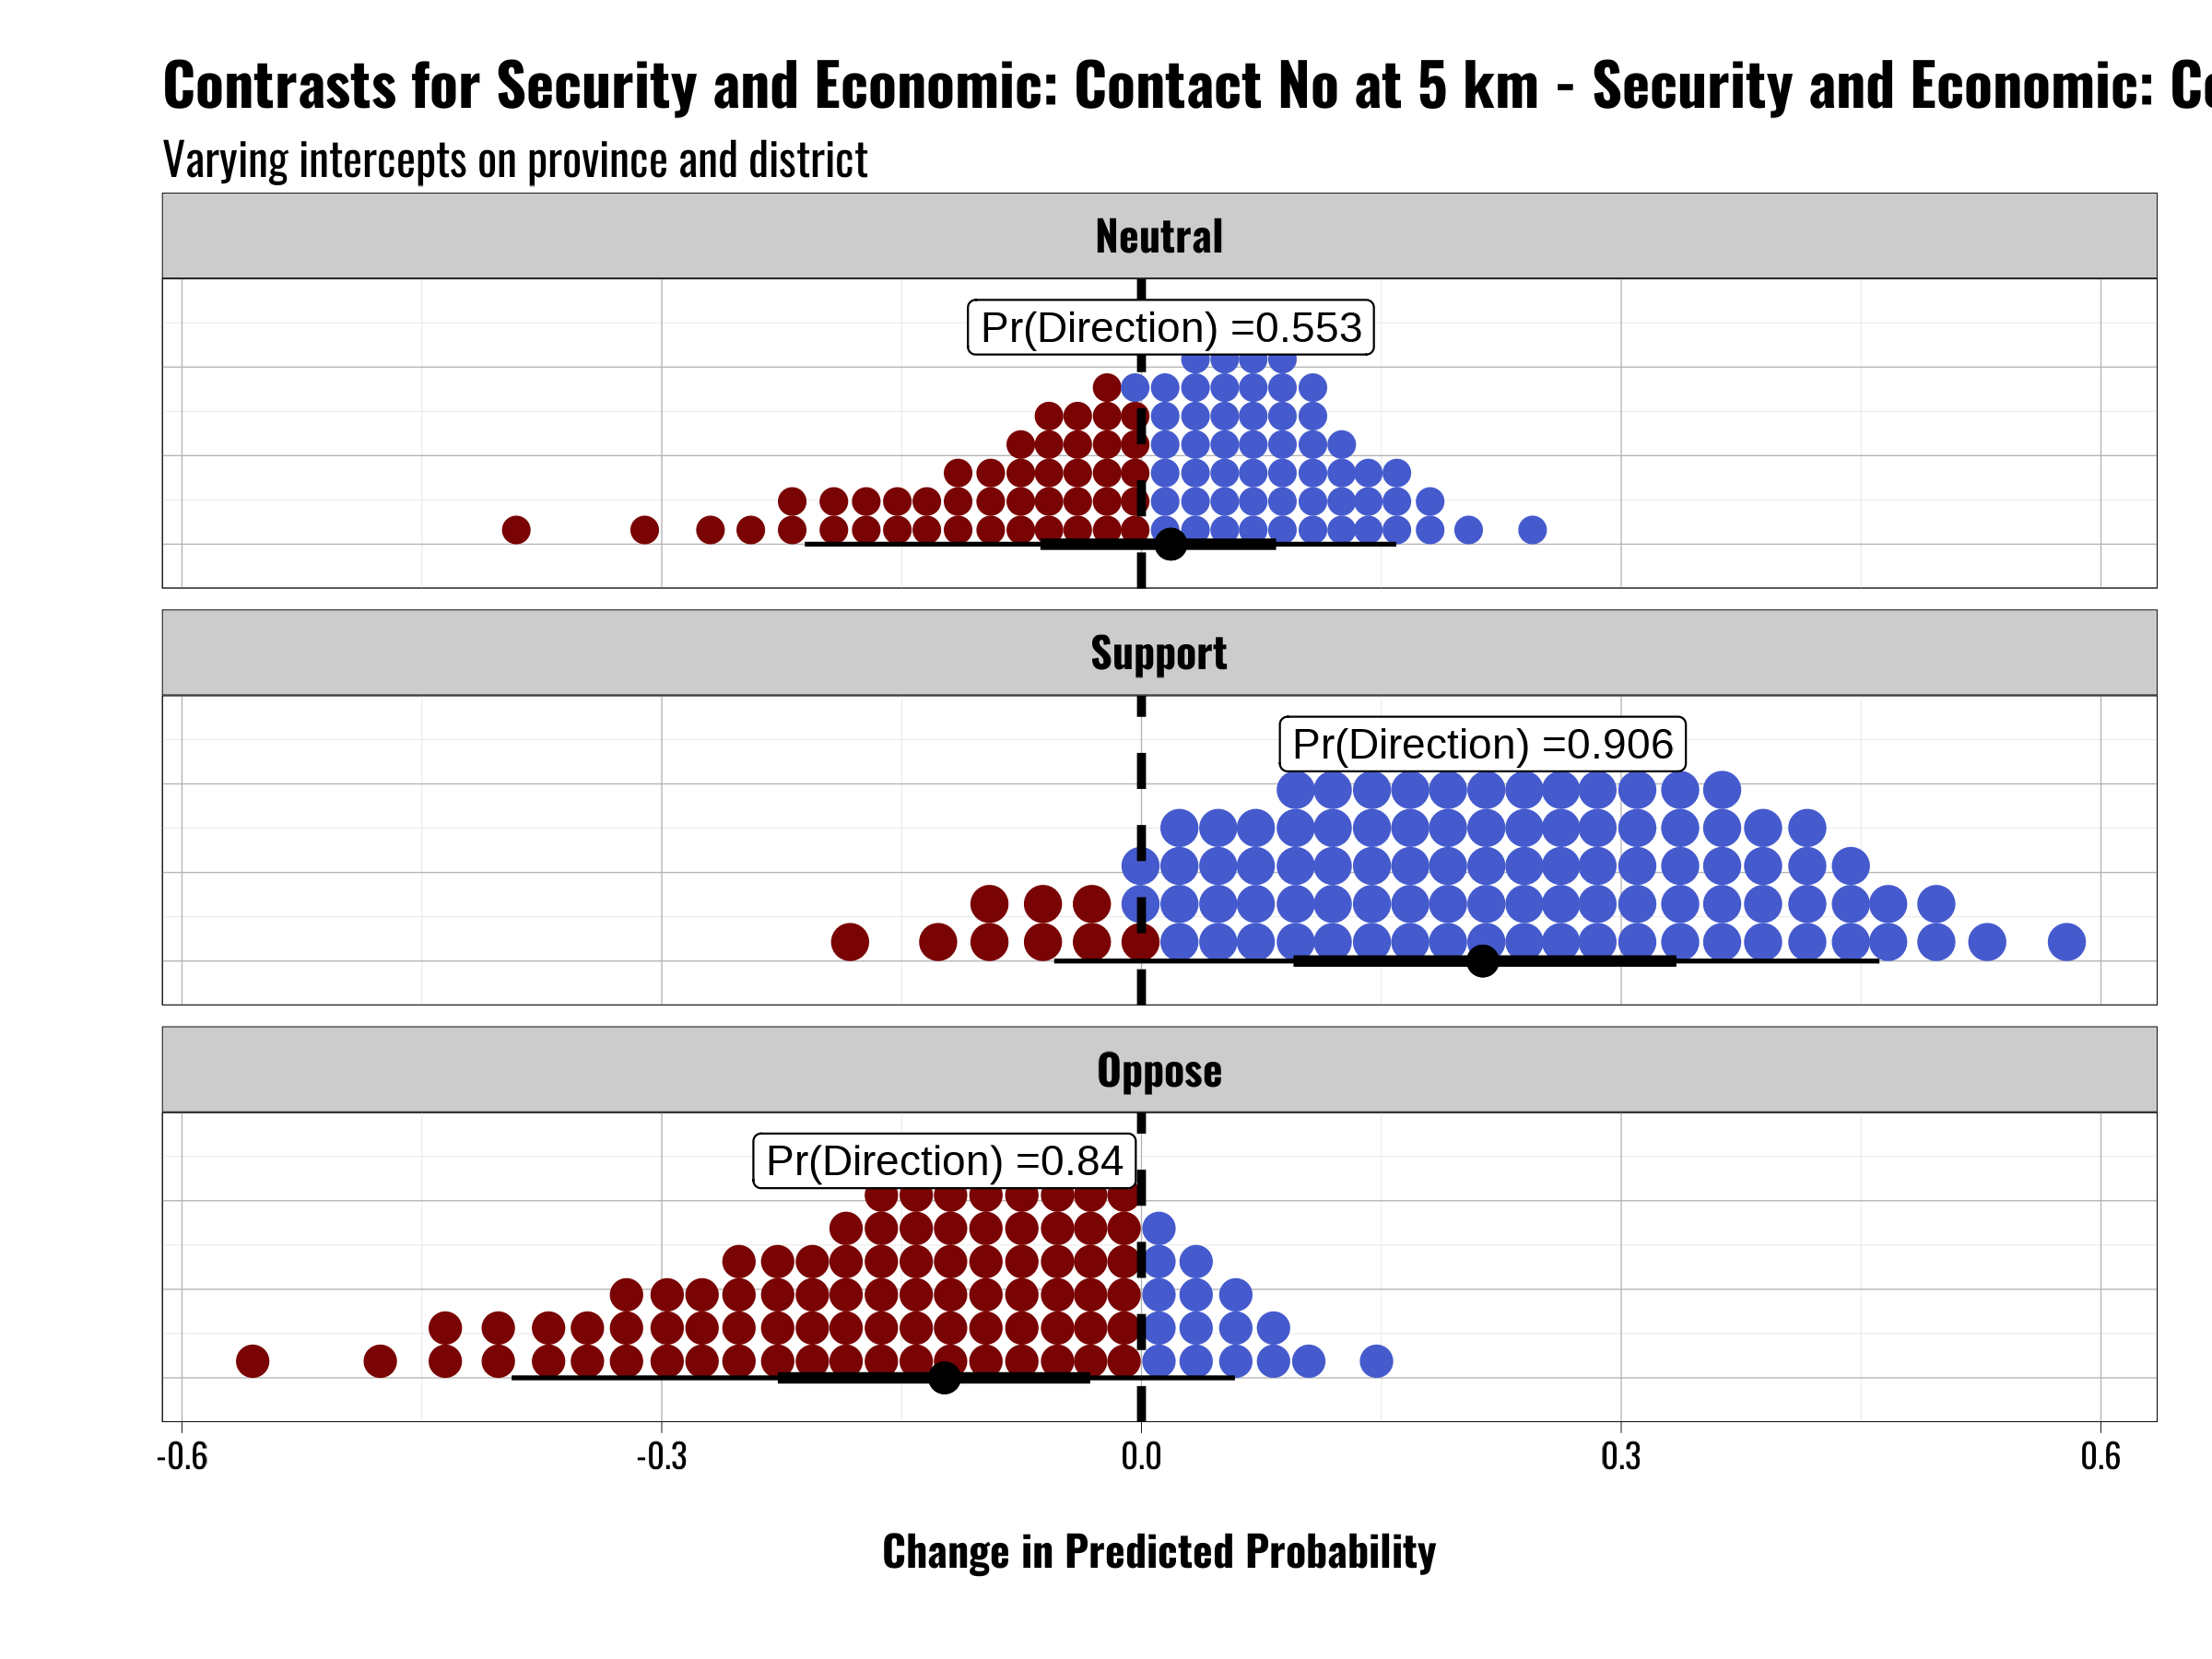 Contrasts for Security and Economic: Contact No at 5 km - Security and Economic:
Varying intercepts on province and district
Neutral
Pr(Direction) =0.553
Support
Pr(Direction) =0.906
Oppose
Pr(Direction) =0.84
-0.6 -0.3 0.0 0.3 0.6
Change in Predicted Probability